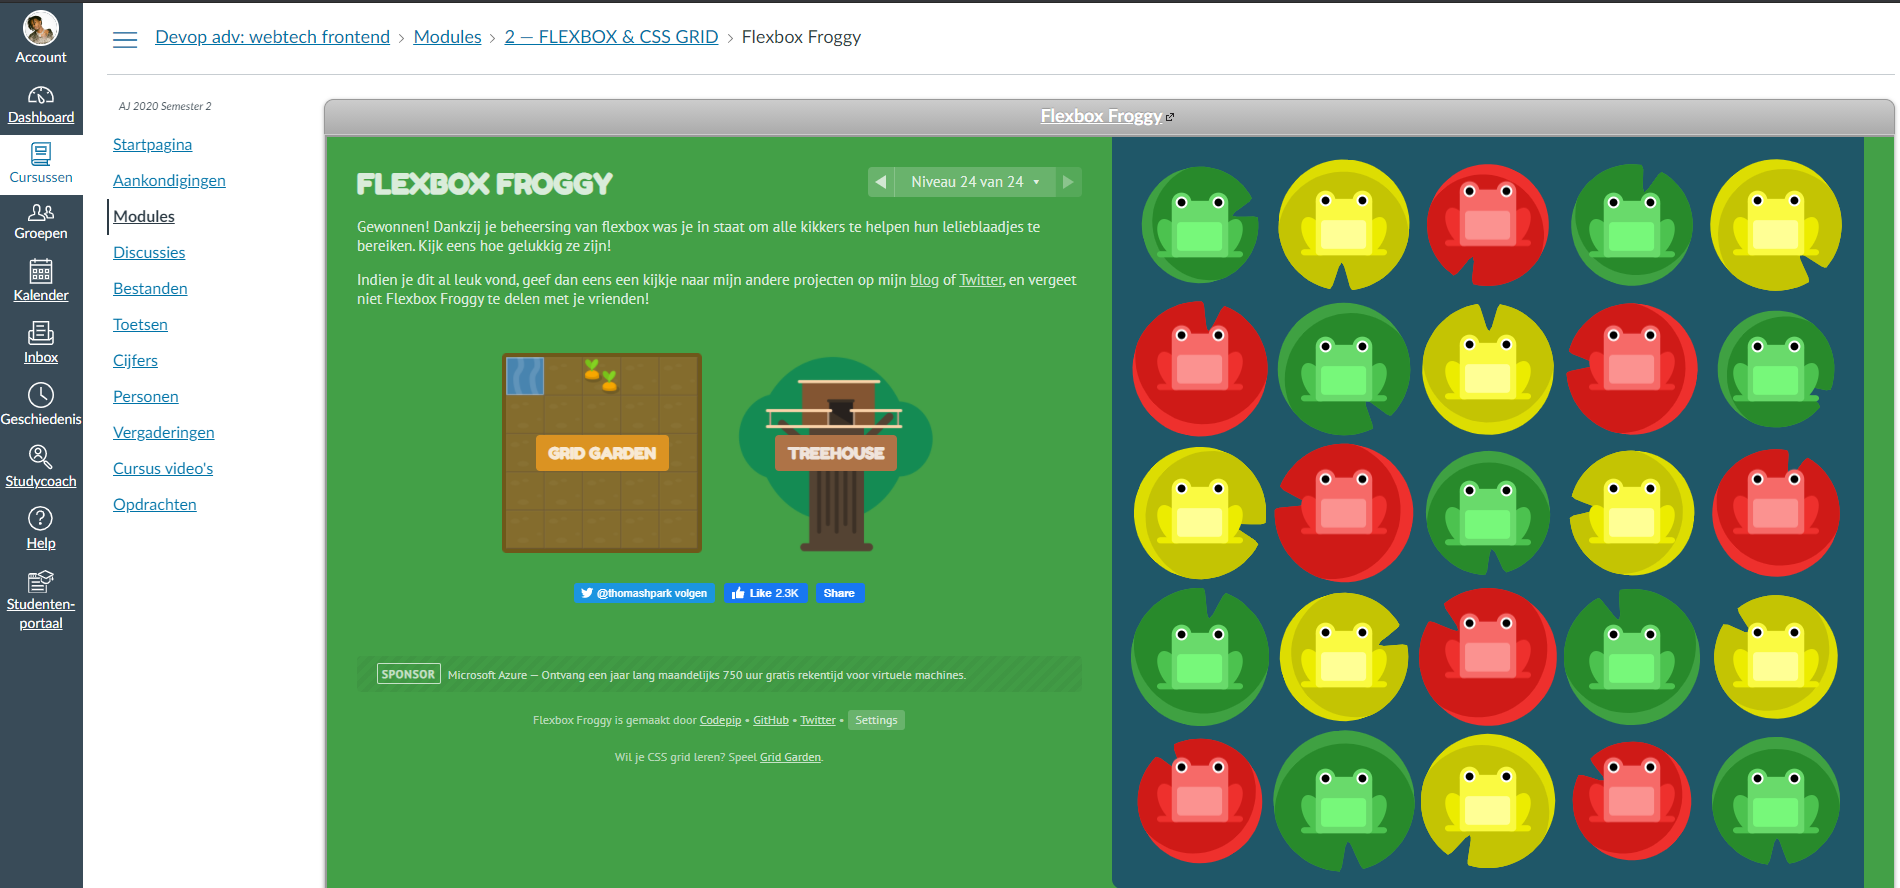 Account
Dashboard
Cursussen
Groepen
Kalender
Inbox
Geschiedenis
Studycoach
Help
Studenten-
portaal
Devop adv: webtech frontend > Modules > 2 — FLEXBOX & CSS GRID > Flexbox Froggy
AJ 2020 Semester 2
Startpagina
Aankondigingen
Modules
Discussies
Bestanden
Toetsen
Cijfers
Personen
Vergaderingen
Cursus video's
Opdrachten
Flexbox Froggy
FLEXBOX FROGGY
Niveau 24 van 24
Gewonnen! Dankzij je beheersing van flexbox was je in staat om alle kikkers te helpen hun lelieblaadjes te
bereiken. Kijk eens hoe gelukkig ze zijn!
Indien je dit al leuk vond, geef dan eens een kijkje naar mijn andere projecten op mijn blog of Twitter, en vergeet
niet Flexbox Froggy te delen met je vrienden!
GRID GARDEN
TREEHOUSE
@thomashpark volgen
Like 2.3K
Share
SPONSOR Microsoft Azure — Ontvang een jaar lang maandelijks 750 uur gratis rekentijd voor virtuele machines.
Flexbox Froggy is gemaakt door Codepip • GitHub • Twitter • Settings
Wil je CSS grid leren? Speel Grid Garden.